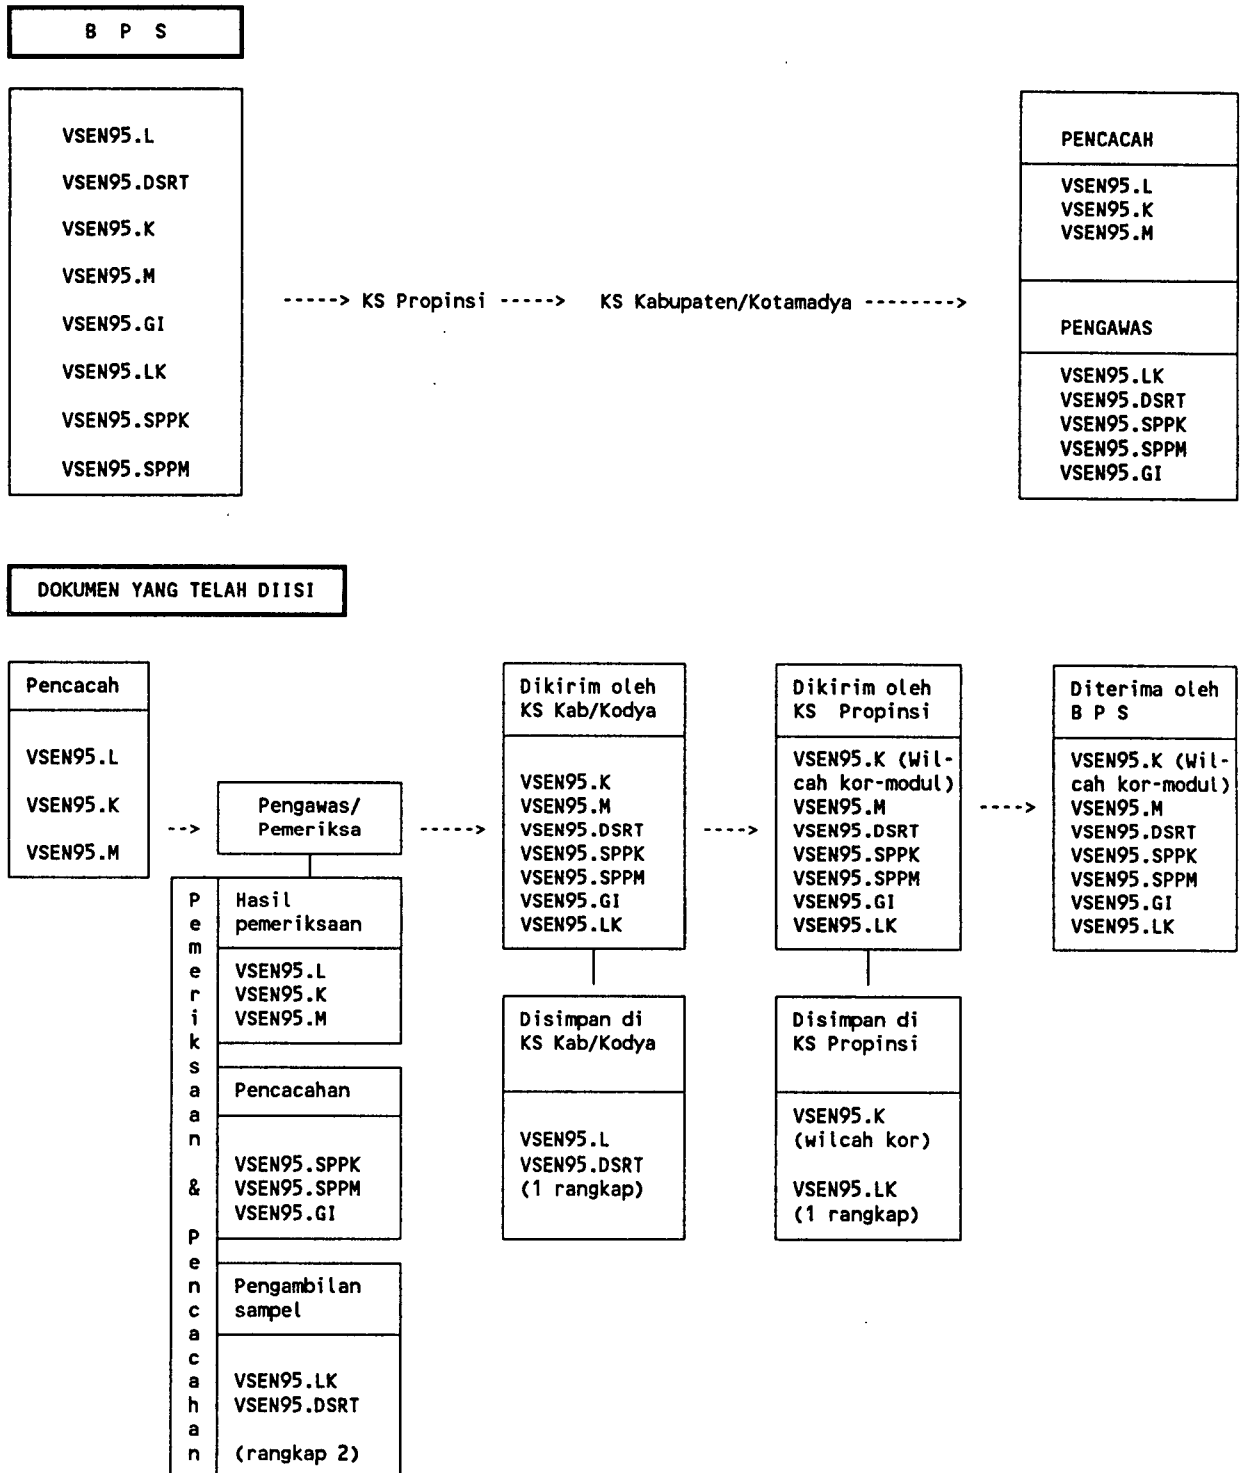 B P S
VSEN95.L
VSEN95.DSRT
VSEN95.K
VSEN95.M
VSEN95.GI
VSEN95.LK
VSEN95.SPPK
VSEN95.SPPM
-----> KS Propinsi -----> KS Kabupaten/Kotamadya -------->
PENCACAH
VSEN95.L
VSEN95.K
VSEN95.M
PENGAWAS
VSEN95.LK
VSEN95.DSRT
VSEN95.SPPK
VSEN95.SPPM
VSEN95.GI
DOKUMEN YANG TELAH DIISI
Pencacah
VSEN95.L
VSEN95.K
VSEN95.M
-->
Pengawas/
Pemeriksa
Pemeriksaan & Pencacahan
Hasil
pemeriksaan
VSEN95.L
VSEN95.K
VSEN95.M
Pencacahan
VSEN95.SPPK
VSEN95.SPPM
VSEN95.GI
Pengambilan
sampel
VSEN95.LK
VSEN95.DSRT
(rangkap 2)
----->
Dikirim oleh
KS Kab/Kodya
VSEN95.K
VSEN95.M
VSEN95.DSRT
VSEN95.SPPK
VSEN95.SPPM
VSEN95.GI
VSEN95.LK
Disimpan di
KS Kab/Kodya
VSEN95.L
VSEN95.DSRT
(1 rangkap)
---->
Dikirim oleh
KS Propinsi
VSEN95.K (Wil-
cah kor-modul)
VSEN95.M
VSEN95.DSRT
VSEN95.SPPK
VSEN95.SPPM
VSEN95.GI
VSEN95.LK
Disimpan di
KS Propinsi
VSEN95.K
(wilcah kor)
VSEN95.LK
(1 rangkap)
---->
Diterima oleh
B P S
VSEN95.K (Wil-
cah kor-modul)
VSEN95.M
VSEN95.DSRT
VSEN95.SPPK
VSEN95.SPPM
VSEN95.GI
VSEN95.LK